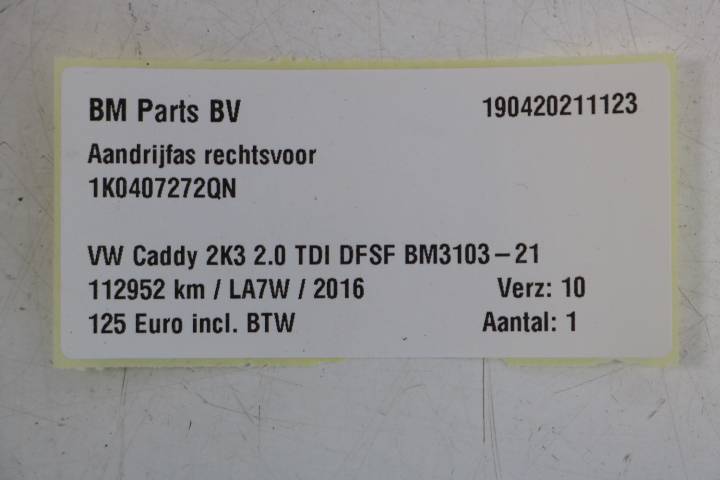 BM Parts BV 190420211123
Aandrijfas rechtsvoor
1K0407272QN
VW Caddy 2K3 2.0 TDI DFSF BM3103-21
112952 km / LA7W / 2016 Verz: 10
125 Euro incl. BTW Aantal: 1